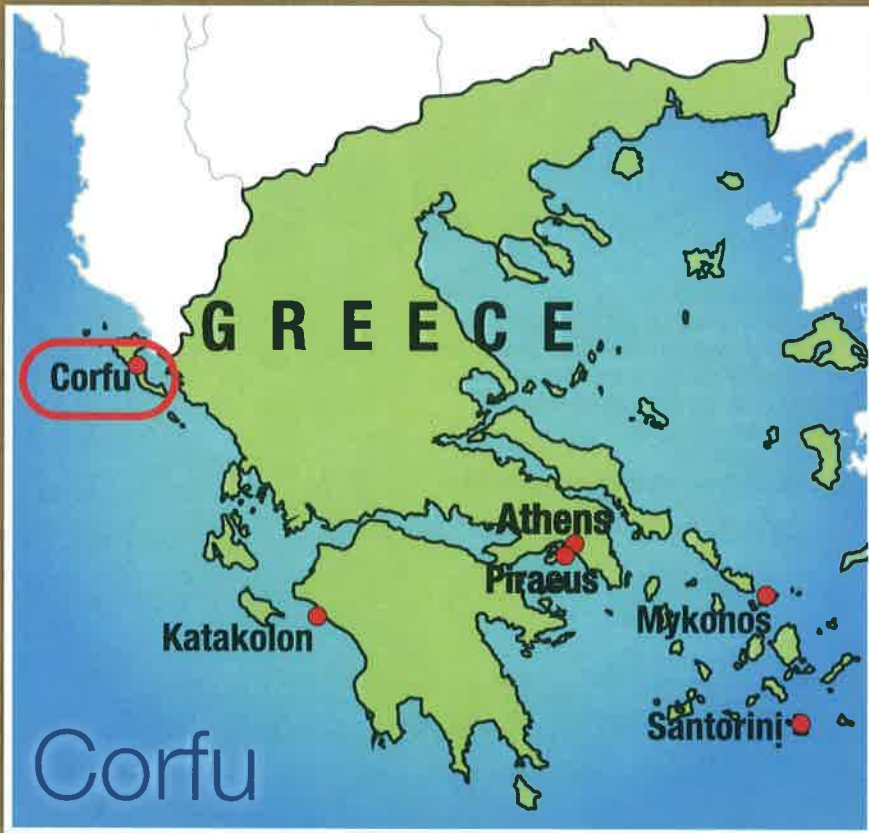 GREECE
Corfu
Athens
Piraeus
Mykonos
Katakolon
Santorini
Corfu